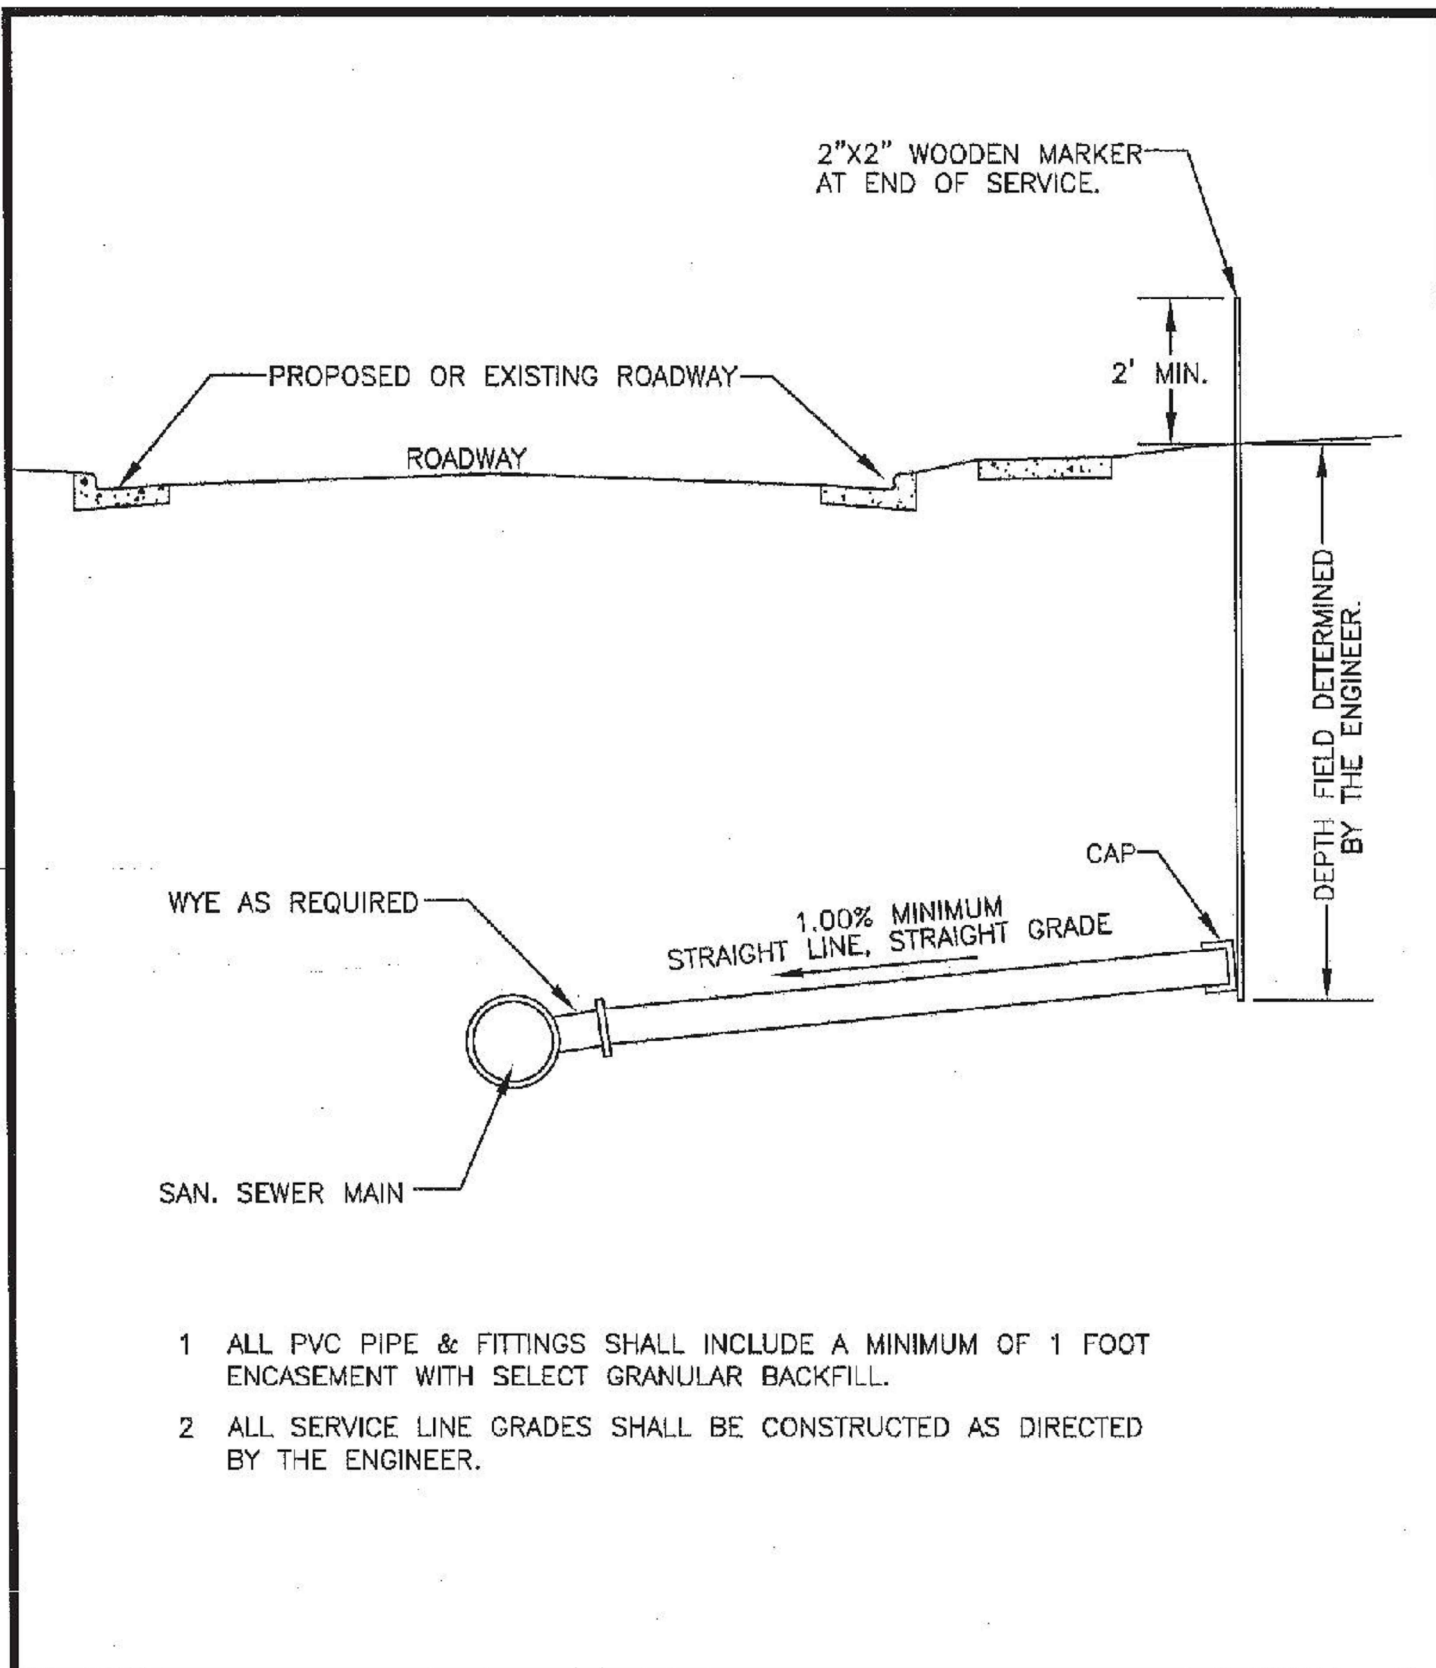 2"X2" WOODEN MARKER
AT END OF SERVICE.
2' MIN.
PROPOSED OR EXISTING ROADWAY
ROADWAY
DEPTH FIELD DETERMINED
BY THE ENGINEER.
CAP
WYE AS REQUIRED
1.00% MINIMUM
STRAIGHT LINE, STRAIGHT GRADE
SAN. SEWER MAIN
1 ALL PVC PIPE & FITTINGS SHALL INCLUDE A MINIMUM OF 1 FOOT
ENCASEMENT WITH SELECT GRANULAR BACKFILL.
2 ALL SERVICE LINE GRADES SHALL BE CONSTRUCTED AS DIRECTED
BY THE ENGINEER.